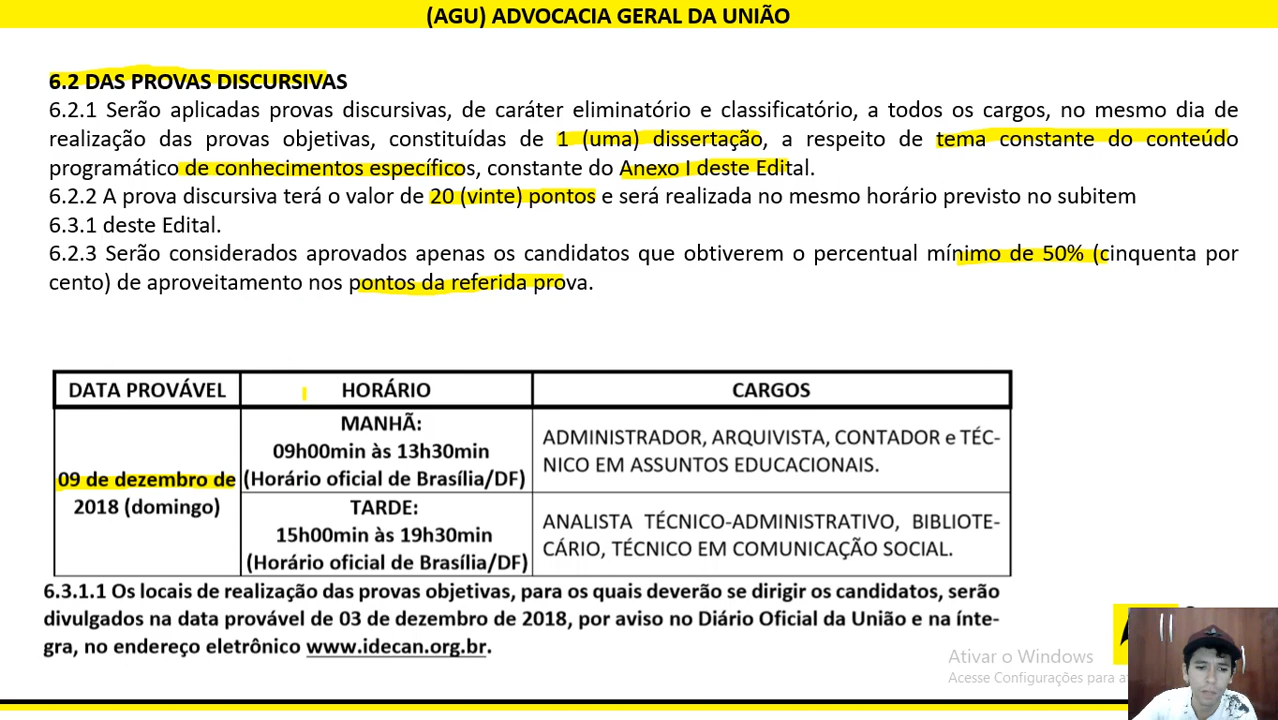 (AGU) ADVOCACIA GERAL DA UNIÃO
6.2 DAS PROVAS DISCURSIVAS
6.2.1 Serão aplicadas provas discursivas, de caráter eliminatório e classificatório, a todos os cargos, no mesmo dia de
realização das provas objetivas, constituídas de 1 (uma) dissertação, a respeito de tema constante do conteúdo
programático de conhecimentos específicos, constante do Anexo I deste Edital.
6.2.2 A prova discursiva terá o valor de 20 (vinte) pontos e será realizada no mesmo horário previsto no subitem
6.3.1 deste Edital.
6.2.3 Serão considerados aprovados apenas os candidatos que obtiverem o percentual mínimo de 50% (cinquenta por
cento) de aproveitamento nos pontos da referida prova.
DATA PROVÁVEL HORÁRIO CARGOS
09 de dezembro de
2018 (domingo)
MANHÃ:
09h00min às 13h30min
(Horário oficial de Brasília/DF)
ADMINISTRADOR, ARQUIVISTA, CONTADOR e TÉC-
NICO EM ASSUNTOS EDUCACIONAIS.
TARDE:
15h00min às 19h30min
(Horário oficial de Brasília/DF)
ANALISTA TÉCNICO-ADMINISTRATIVO, BIBLIOTE-
CÁRIO, TÉCNICO EM COMUNICAÇÃO SOCIAL.
6.3.1.1 Os locais de realização das provas objetivas, para os quais deverão se dirigir os candidatos, serão
divulgados na data provável de 03 de dezembro de 2018, por aviso no Diário Oficial da União e na ínte-
gra, no endereço eletrônico www.idecan.org.br.
Ativar o Windows
Acesse Configurações para